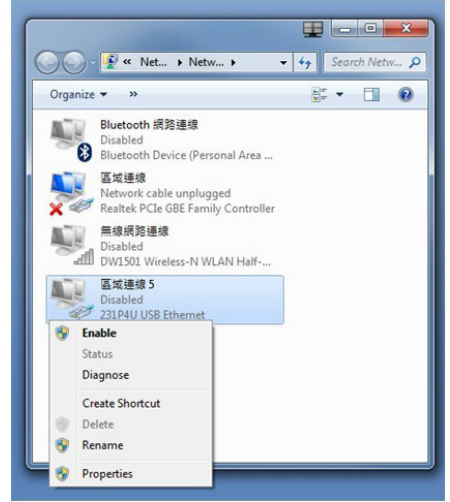 « Net... Netw...
Search Netw...
Organize »
Bluetooth 網路連線
Disabled
Bluetooth Device (Personal Area ...
區域連線
Network cable unplugged
Realtek PCIe GBE Family Controller
無線網路連線
Disabled
DW1501 Wireless-N WLAN Half-...
區域連線 5
Disabled
231P4U USB Ethernet
Enable
Status
Diagnose
Create Shortcut
Delete
Rename
Properties